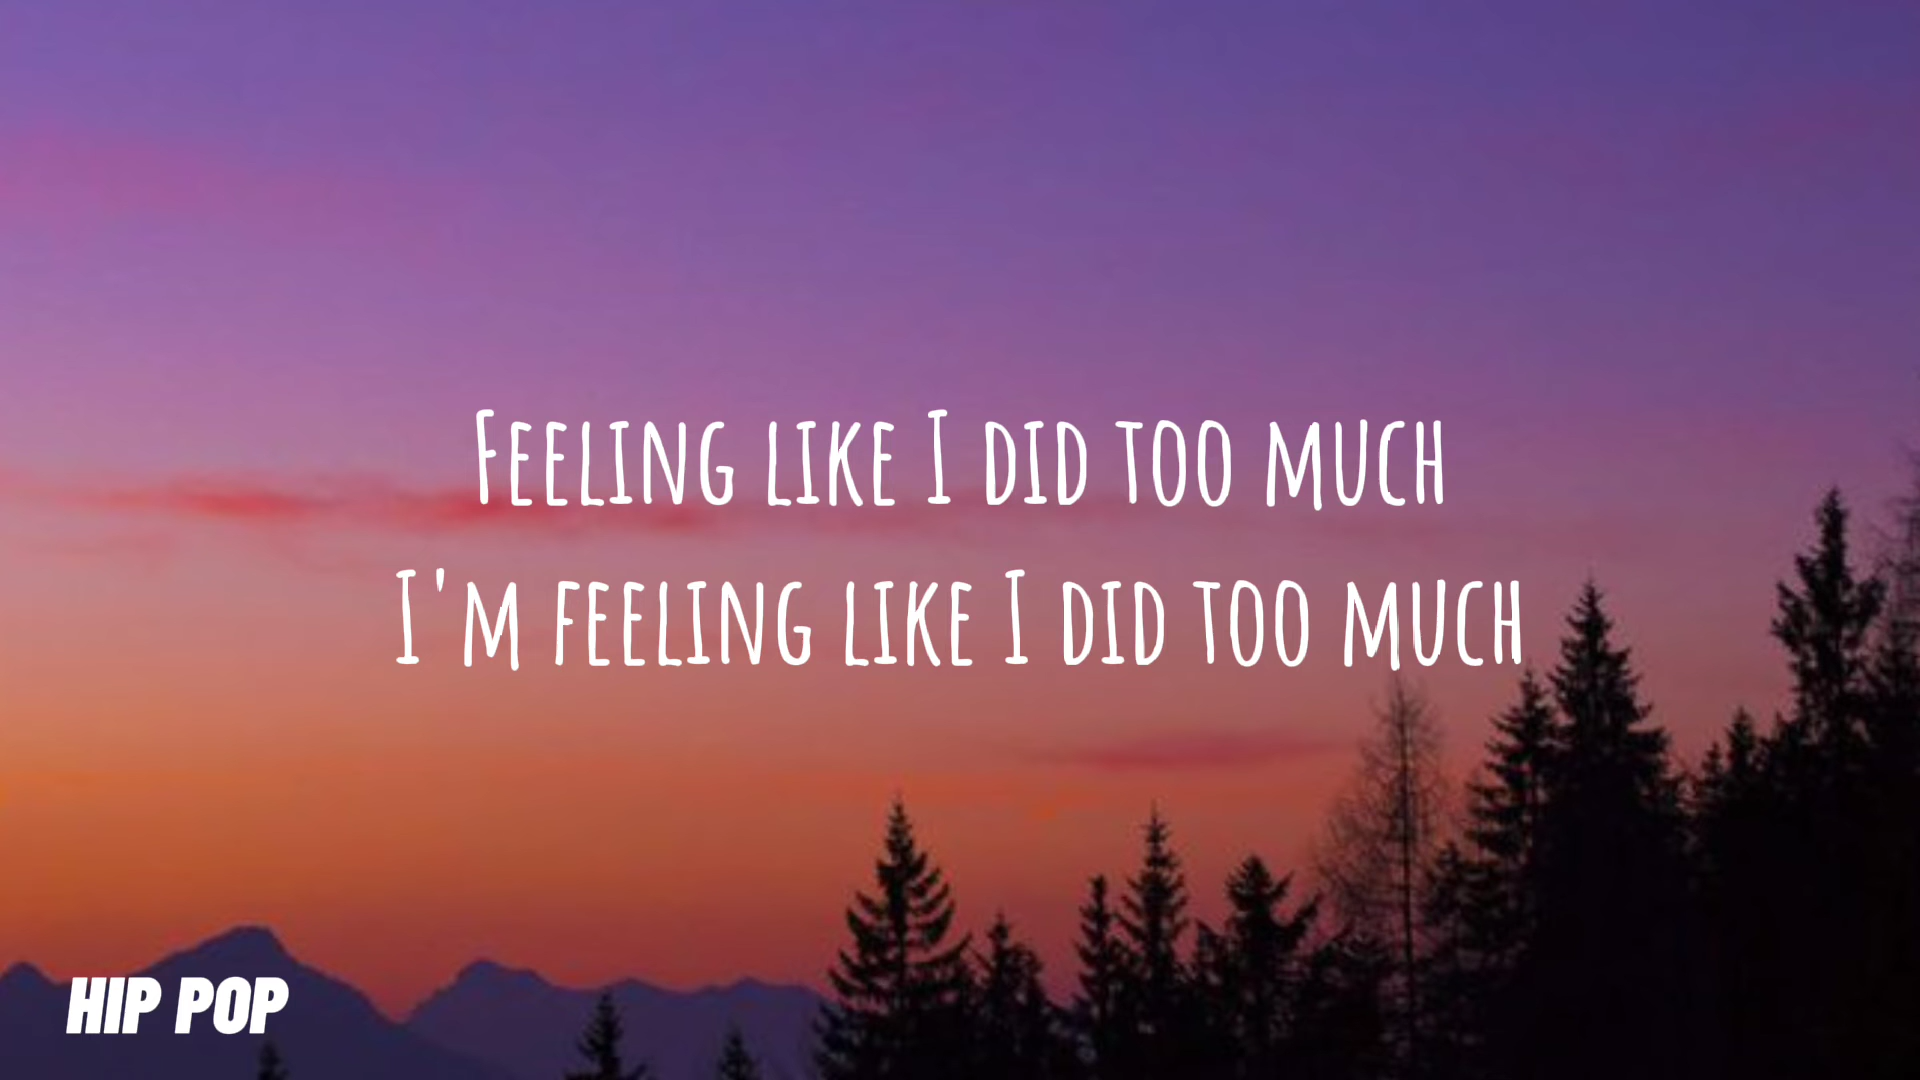 Feeling like I did too much
I'm feeling like I did too much
HIP POP